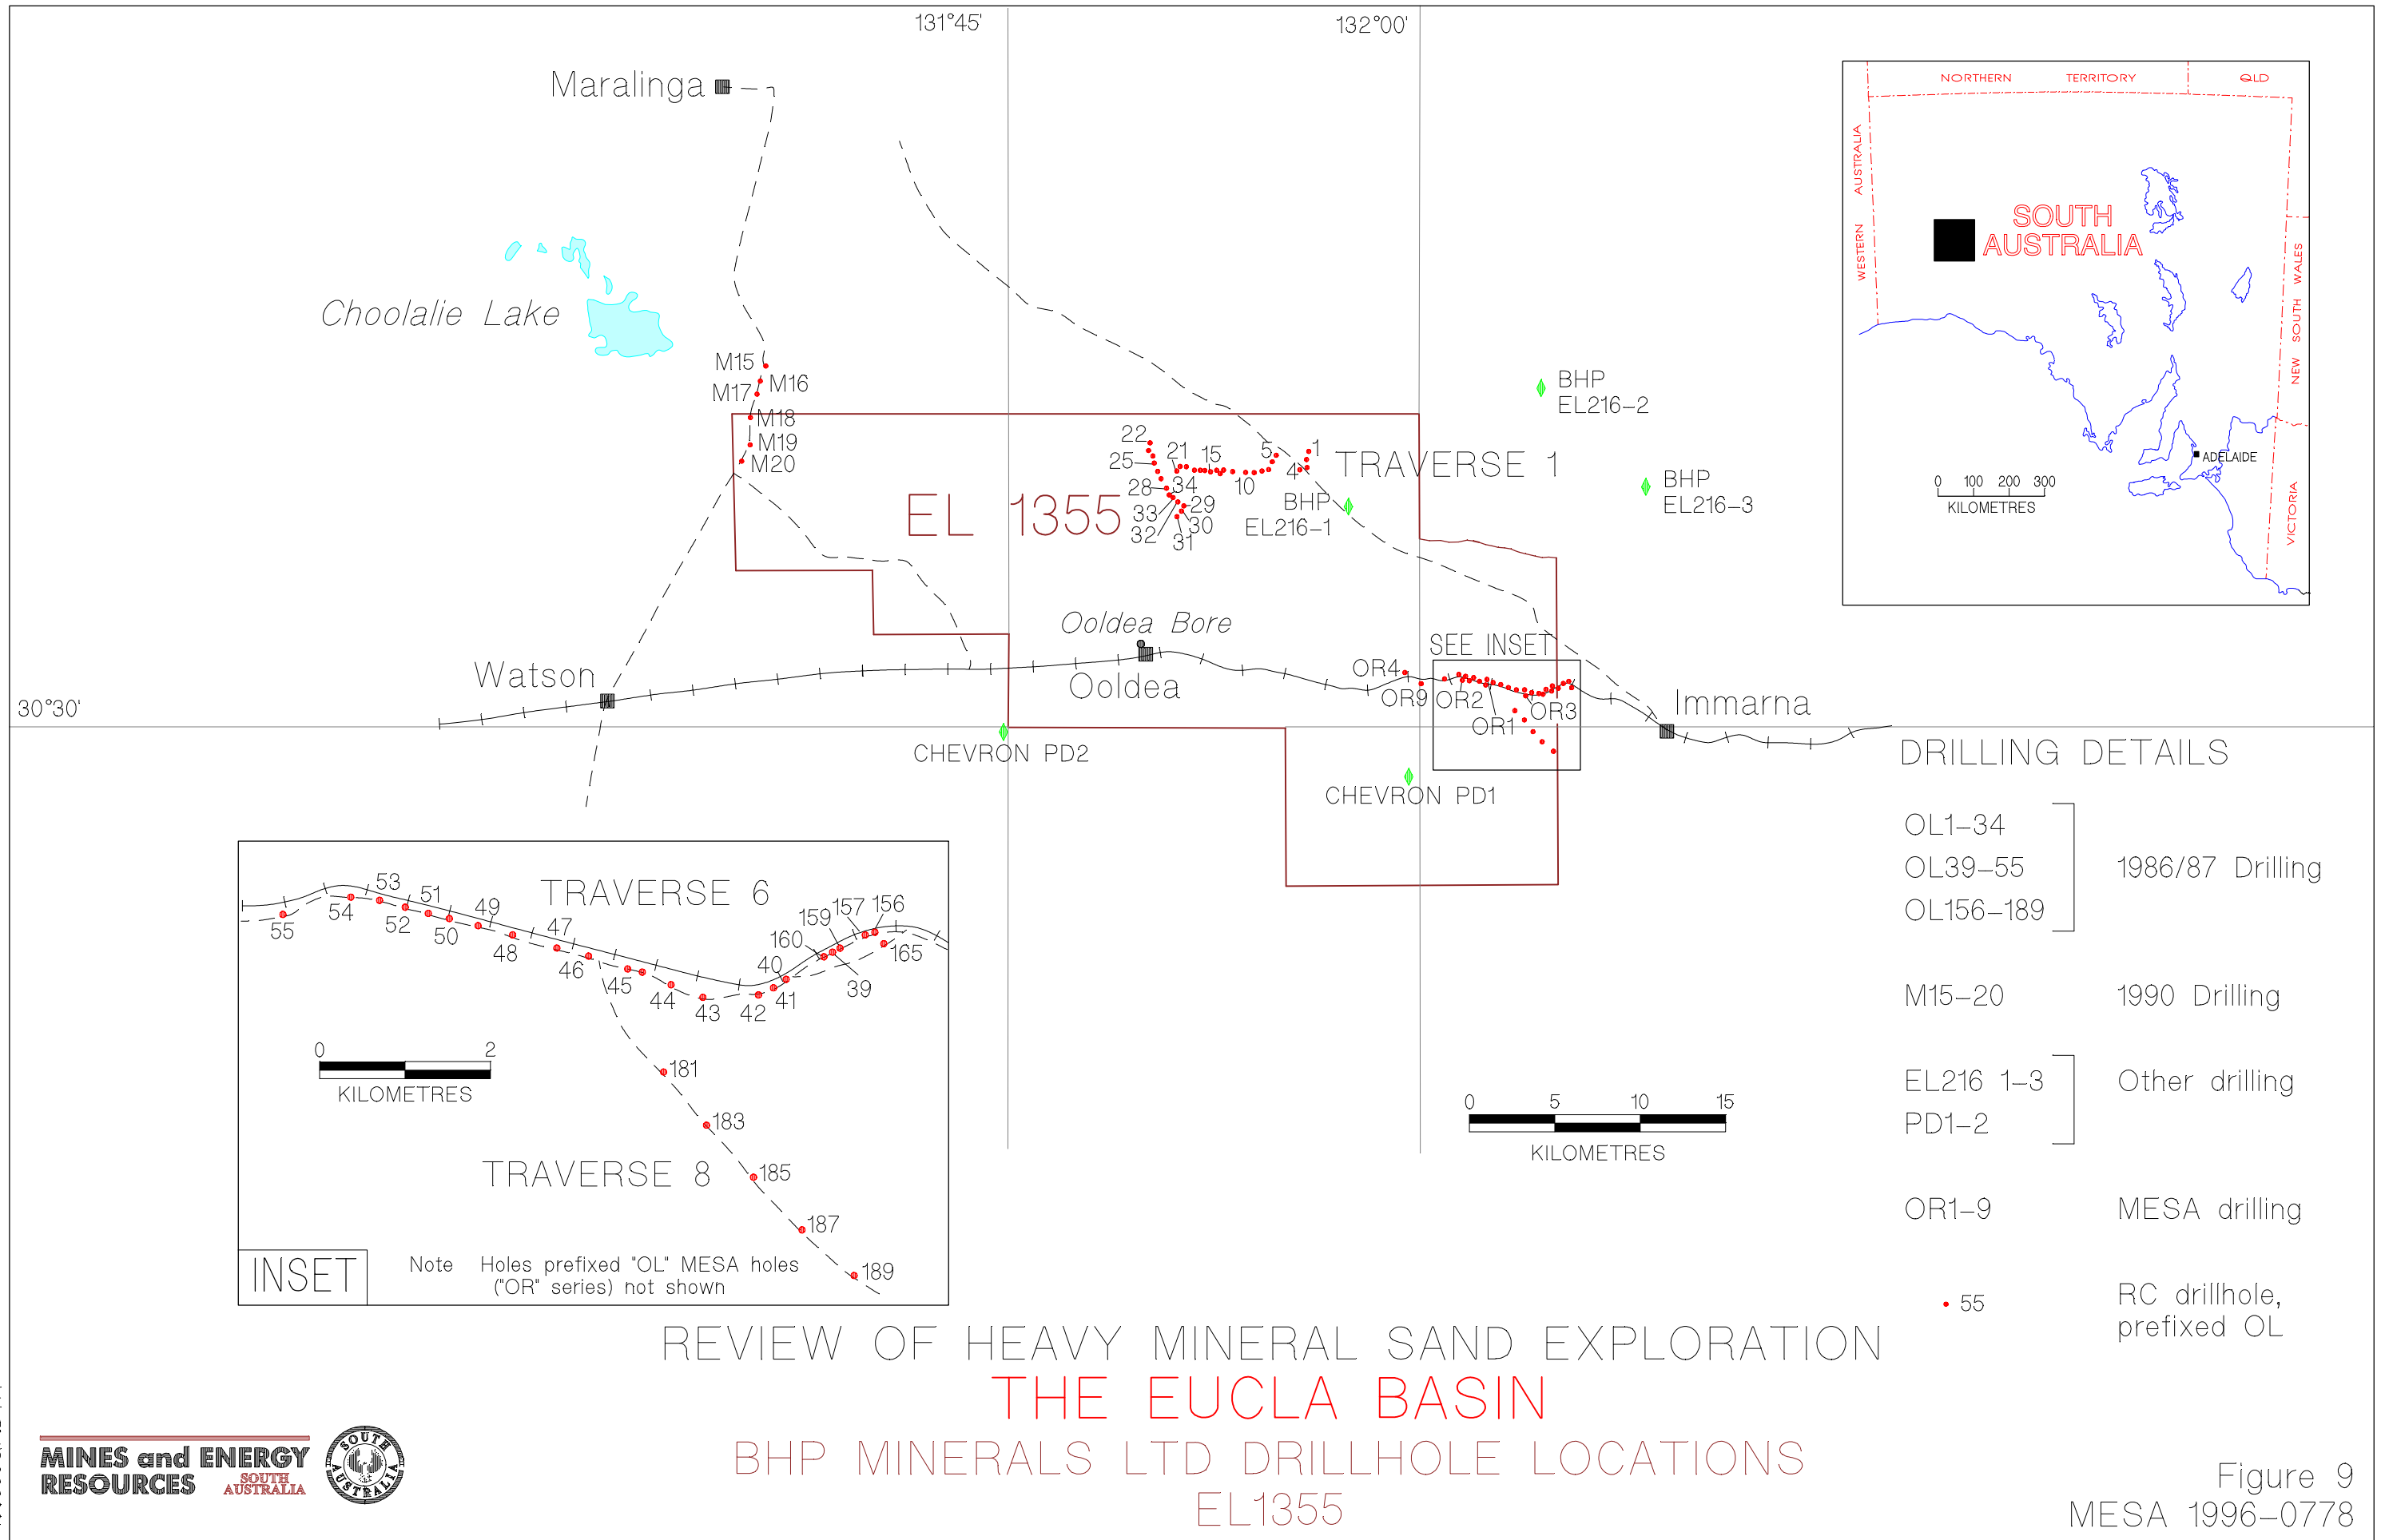 131°45'
132°00'
Maralinga
Choolalie Lake
M15
M16
M17
M18
M19
M20
22
25
21
15
5
1
4
10
28
34
29
33
30
32
31
TRAVERSE 1
BHP
EL216-1
BHP
EL216-2
BHP
EL216-3
EL 1355
Ooldea Bore
Ooldea
Watson
SEE INSET
OR4
OR9
OR2
OR1
OR3
Immarna
30°30'
CHEVRON PD2
CHEVRON PD1
NORTHERN TERRITORY
QLD
WESTERN AUSTRALIA
SOUTH
AUSTRALIA
NEW SOUTH WALES
VICTORIA
ADELAIDE
0 100 200 300
KILOMETRES
DRILLING DETAILS
OL1-34
OL39-55
OL156-189
1986/87 Drilling
M15-20
1990 Drilling
EL216 1-3
PD1-2
Other drilling
OR1-9
MESA drilling
55
RC drillhole,
prefixed OL
0 5 10 15
KILOMETRES
TRAVERSE 6
55
54
53
52
51
50
49
48
47
46
45
44
43
42
41
40
160
159
157
156
39
165
0 2
KILOMETRES
181
183
TRAVERSE 8
185
187
189
INSET
Note Holes prefixed "OL" MESA holes
("OR" series) not shown
REVIEW OF HEAVY MINERAL SAND EXPLORATION
THE EUCLA BASIN
BHP MINERALS LTD DRILLHOLE LOCATIONS
EL1355
MINES and ENERGY
RESOURCES
SOUTH
AUSTRALIA
SOUTH
AUSTRALIA
Figure 9
MESA 1996-0778